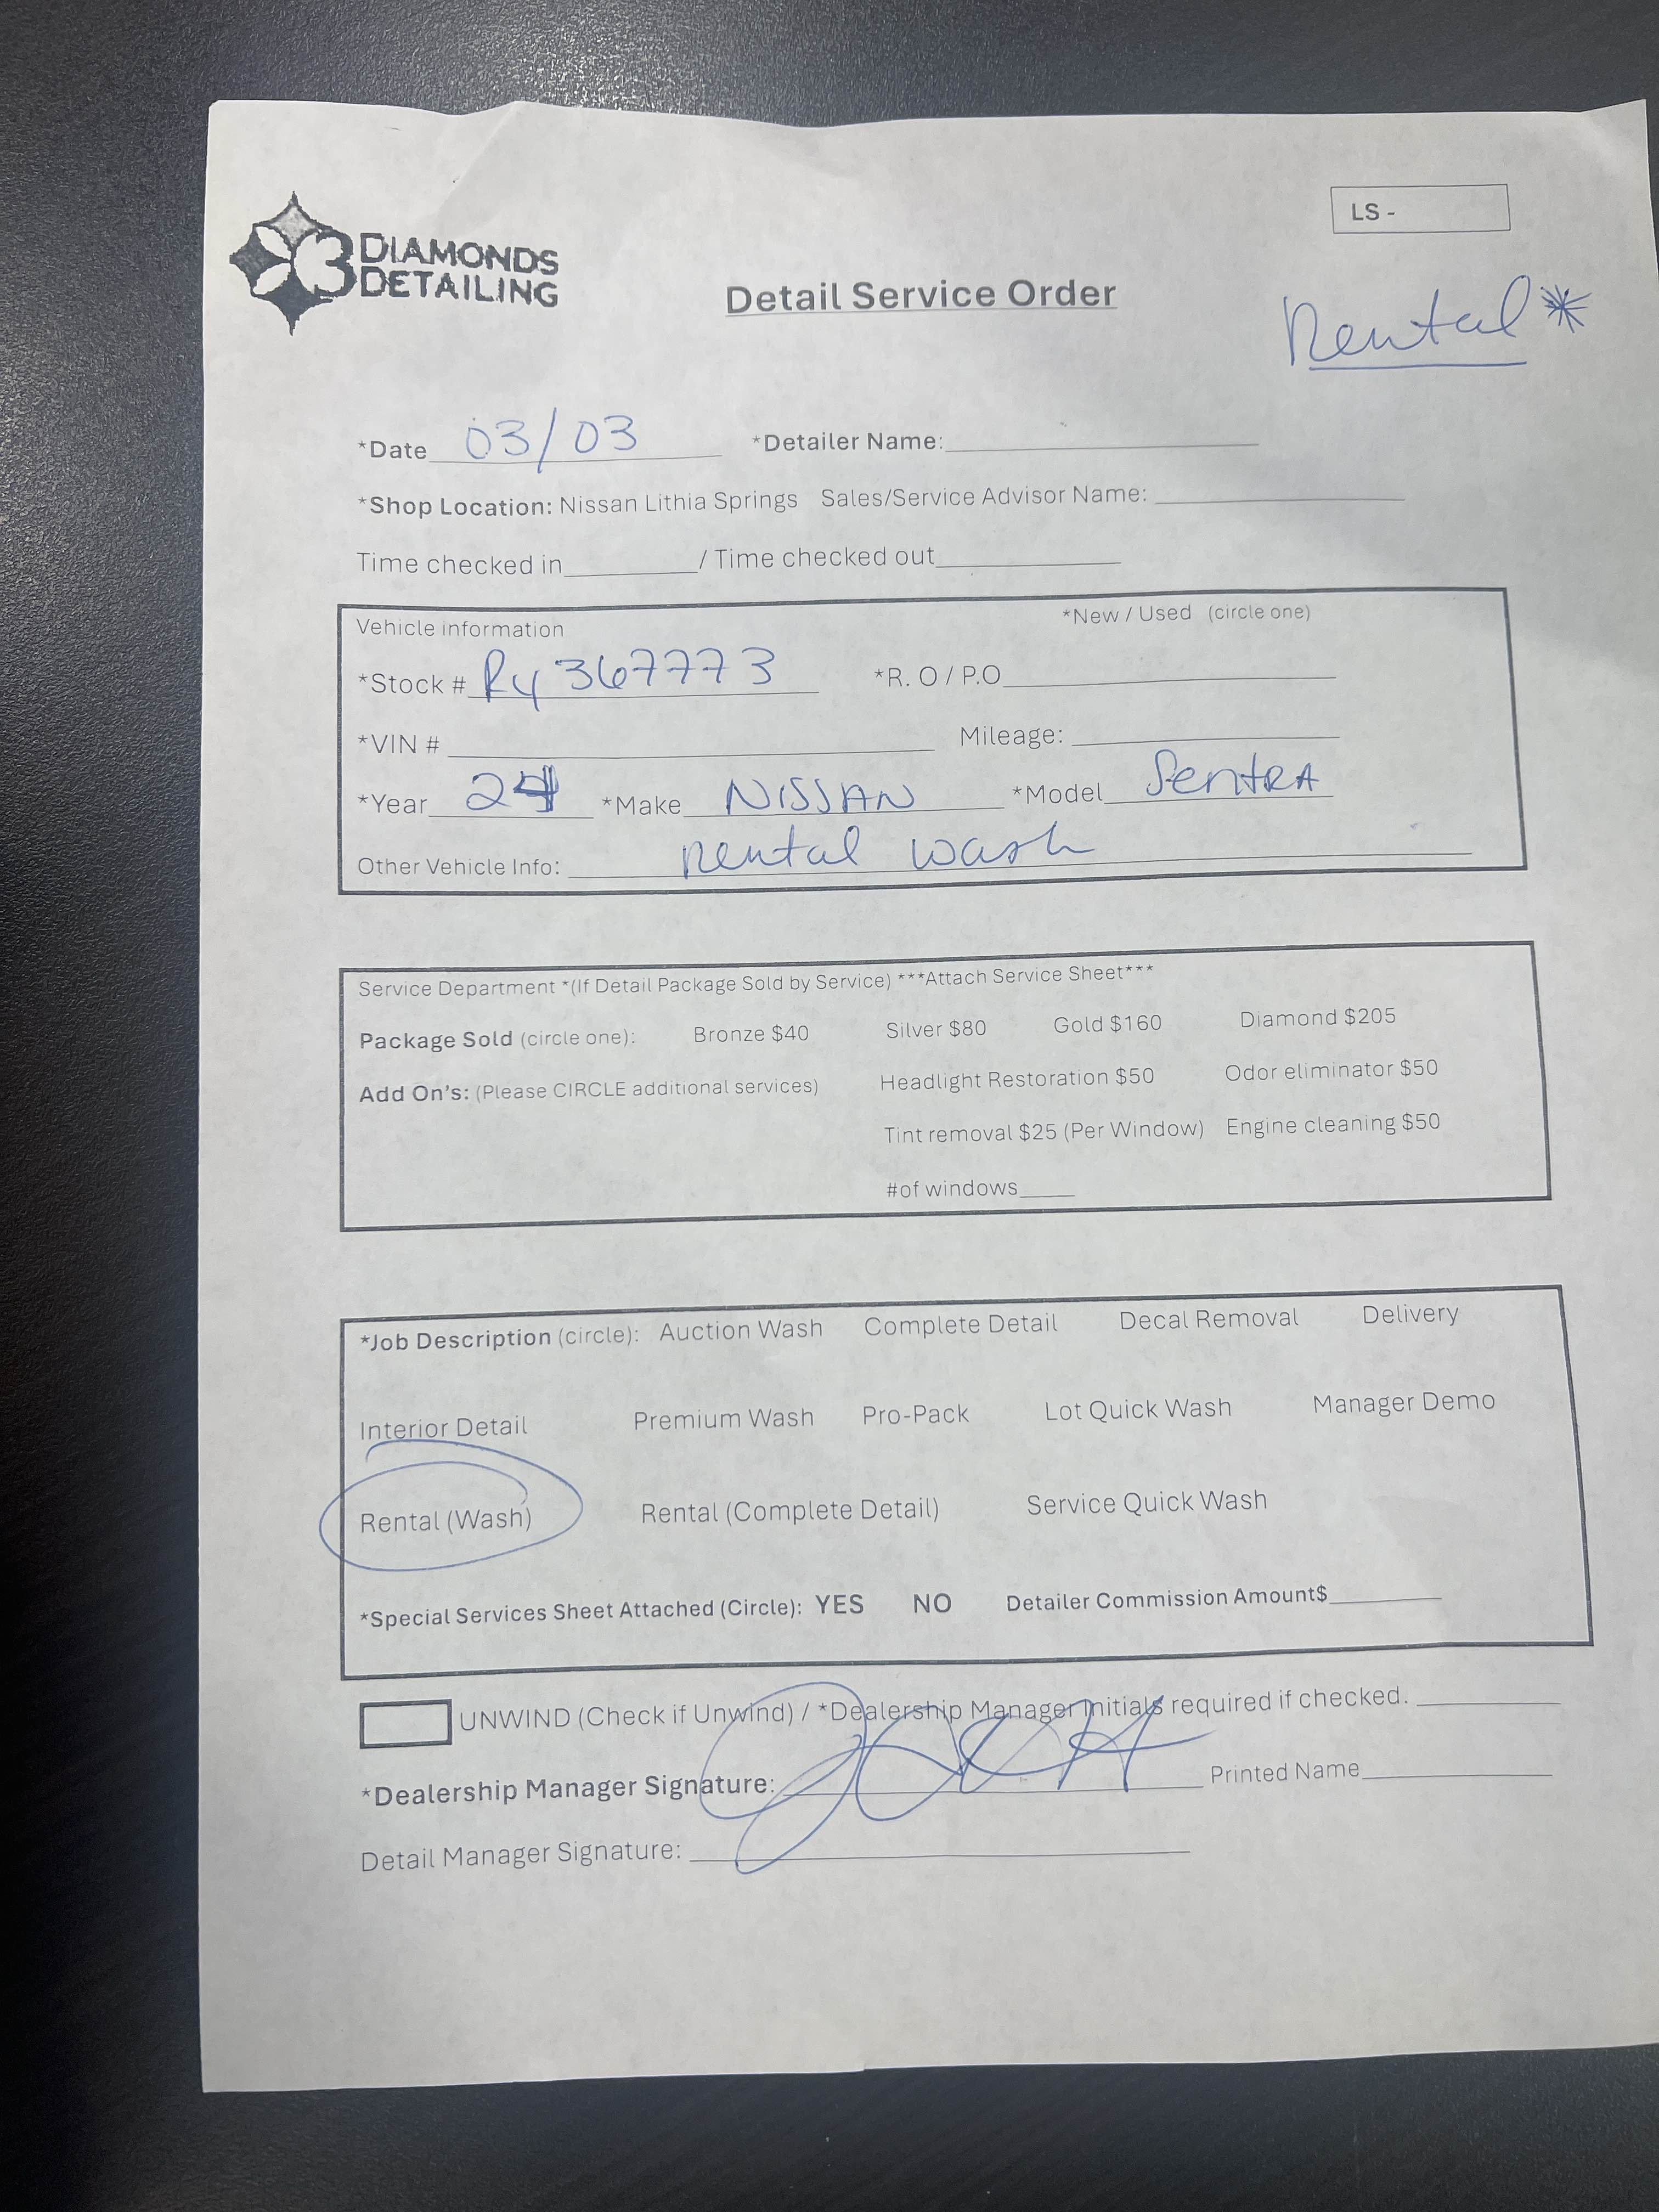 3 DIAMONDS
DETAILING
LS -
Detail Service Order
Rental*
*Date 03/03 *Detailer Name:
*Shop Location: Nissan Lithia Springs Sales/Service Advisor Name:
Time checked in / Time checked out
Vehicle information *New / Used (circle one)
*Stock # Ry367773 *R. O / P.O
*VIN # Mileage:
*Year 24 *Make NISSAN *Model SentRA
Other Vehicle Info: rental wash
Service Department *(If Detail Package Sold by Service) ***Attach Service Sheet***
Package Sold (circle one): Bronze $40 Silver $80 Gold $160 Diamond $205
Add On's: (Please CIRCLE additional services) Headlight Restoration $50 Odor eliminator $50
Tint removal $25 (Per Window) Engine cleaning $50
#of windows
*Job Description (circle): Auction Wash Complete Detail Decal Removal Delivery
Interior Detail Premium Wash Pro-Pack Lot Quick Wash Manager Demo
Rental (Wash) Rental (Complete Detail) Service Quick Wash
*Special Services Sheet Attached (Circle): YES NO Detailer Commission Amount$
UNWIND (Check if Unwind) / *Dealership Manager Initials required if checked.
*Dealership Manager Signature: Printed Name
Detail Manager Signature: